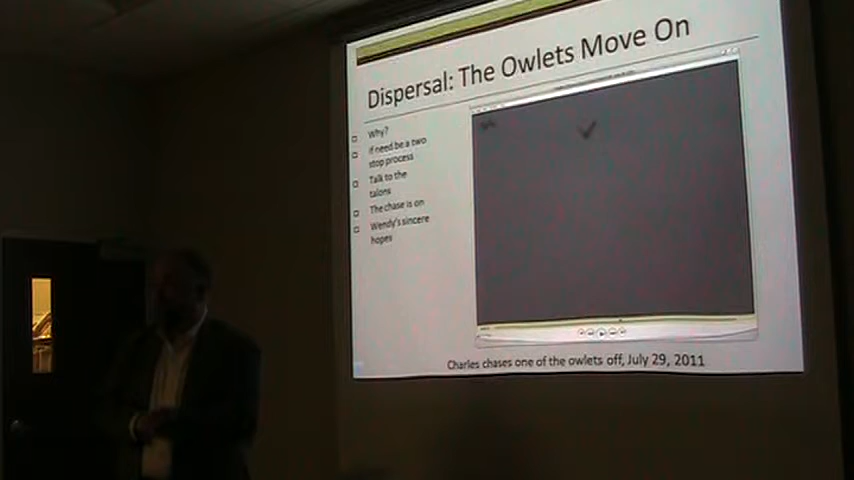 Dispersal: The Owlets Move On
Why?
If need be a two
stop process
Talk to the
talons
The chase is on
Wendy's sincere
hopes
Charles chases one of the owlets off, July 29, 2011